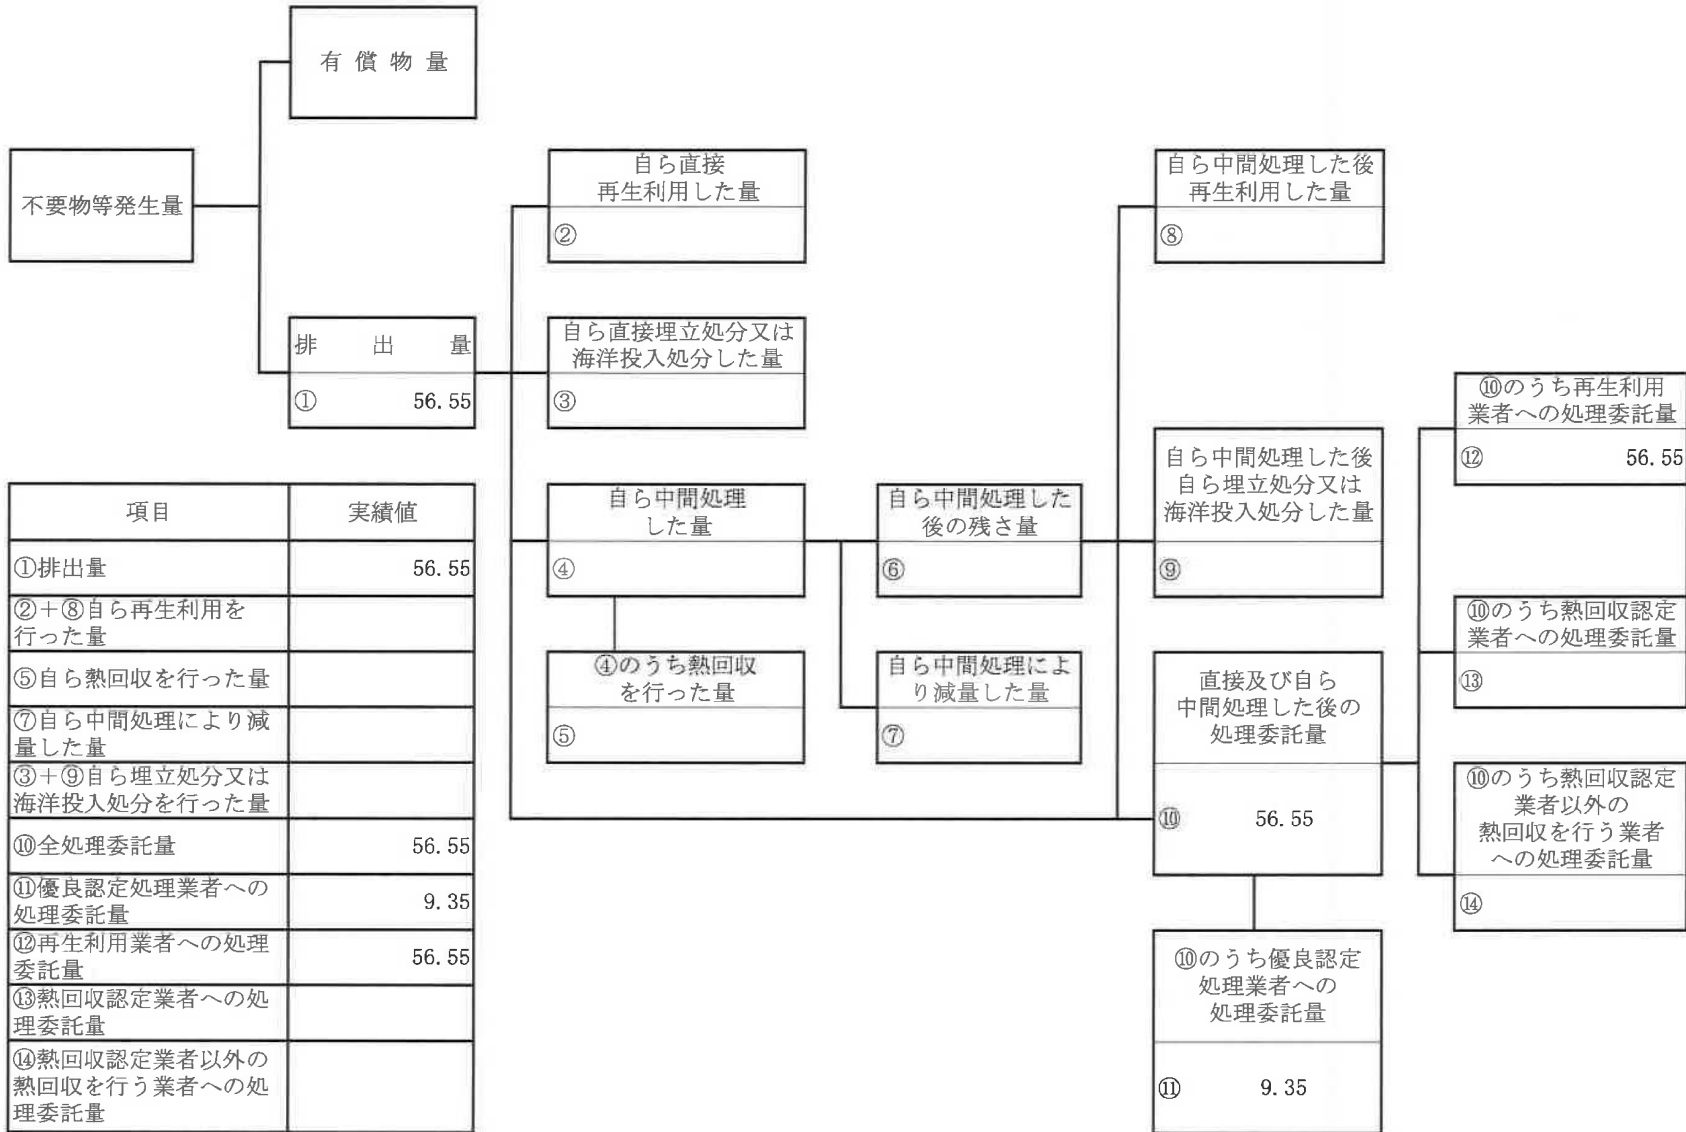 有償物量
不要物等発生量
排出量
① 56.55
自ら直接
再生利用した量
②
自ら直接埋立処分又は
海洋投入処分した量
③
自ら中間処理
した量
④
④のうち熱回収
を行った量
⑤
自ら中間処理した
後の残さ量
⑥
自ら中間処理によ
り減量した量
⑦
自ら中間処理した後
再生利用した量
⑧
自ら中間処理した後
自ら埋立処分又は
海洋投入処分した量
⑨
直接及び自ら
中間処理した後の
処理委託量
⑩ 56.55
⑩のうち優良認定
処理業者への
処理委託量
⑪ 9.35
⑩のうち再生利用
業者への処理委託量
⑫ 56.55
⑩のうち熱回収認定
業者への処理委託量
⑬
⑩のうち熱回収認定
業者以外の
熱回収を行う業者
への処理委託量
⑭
項目 実績値
①排出量 56.55
②+⑧自ら再生利用を
行った量
⑤自ら熱回収を行った量
⑦自ら中間処理により減
量した量
③+⑨自ら埋立処分又は
海洋投入処分を行った量
⑩全処理委託量 56.55
⑪優良認定処理業者への
処理委託量 9.35
⑫再生利用業者への処理
委託量 56.55
⑬熱回収認定業者への処
理委託量
⑭熱回収認定業者以外の
熱回収を行う業者への処
理委託量